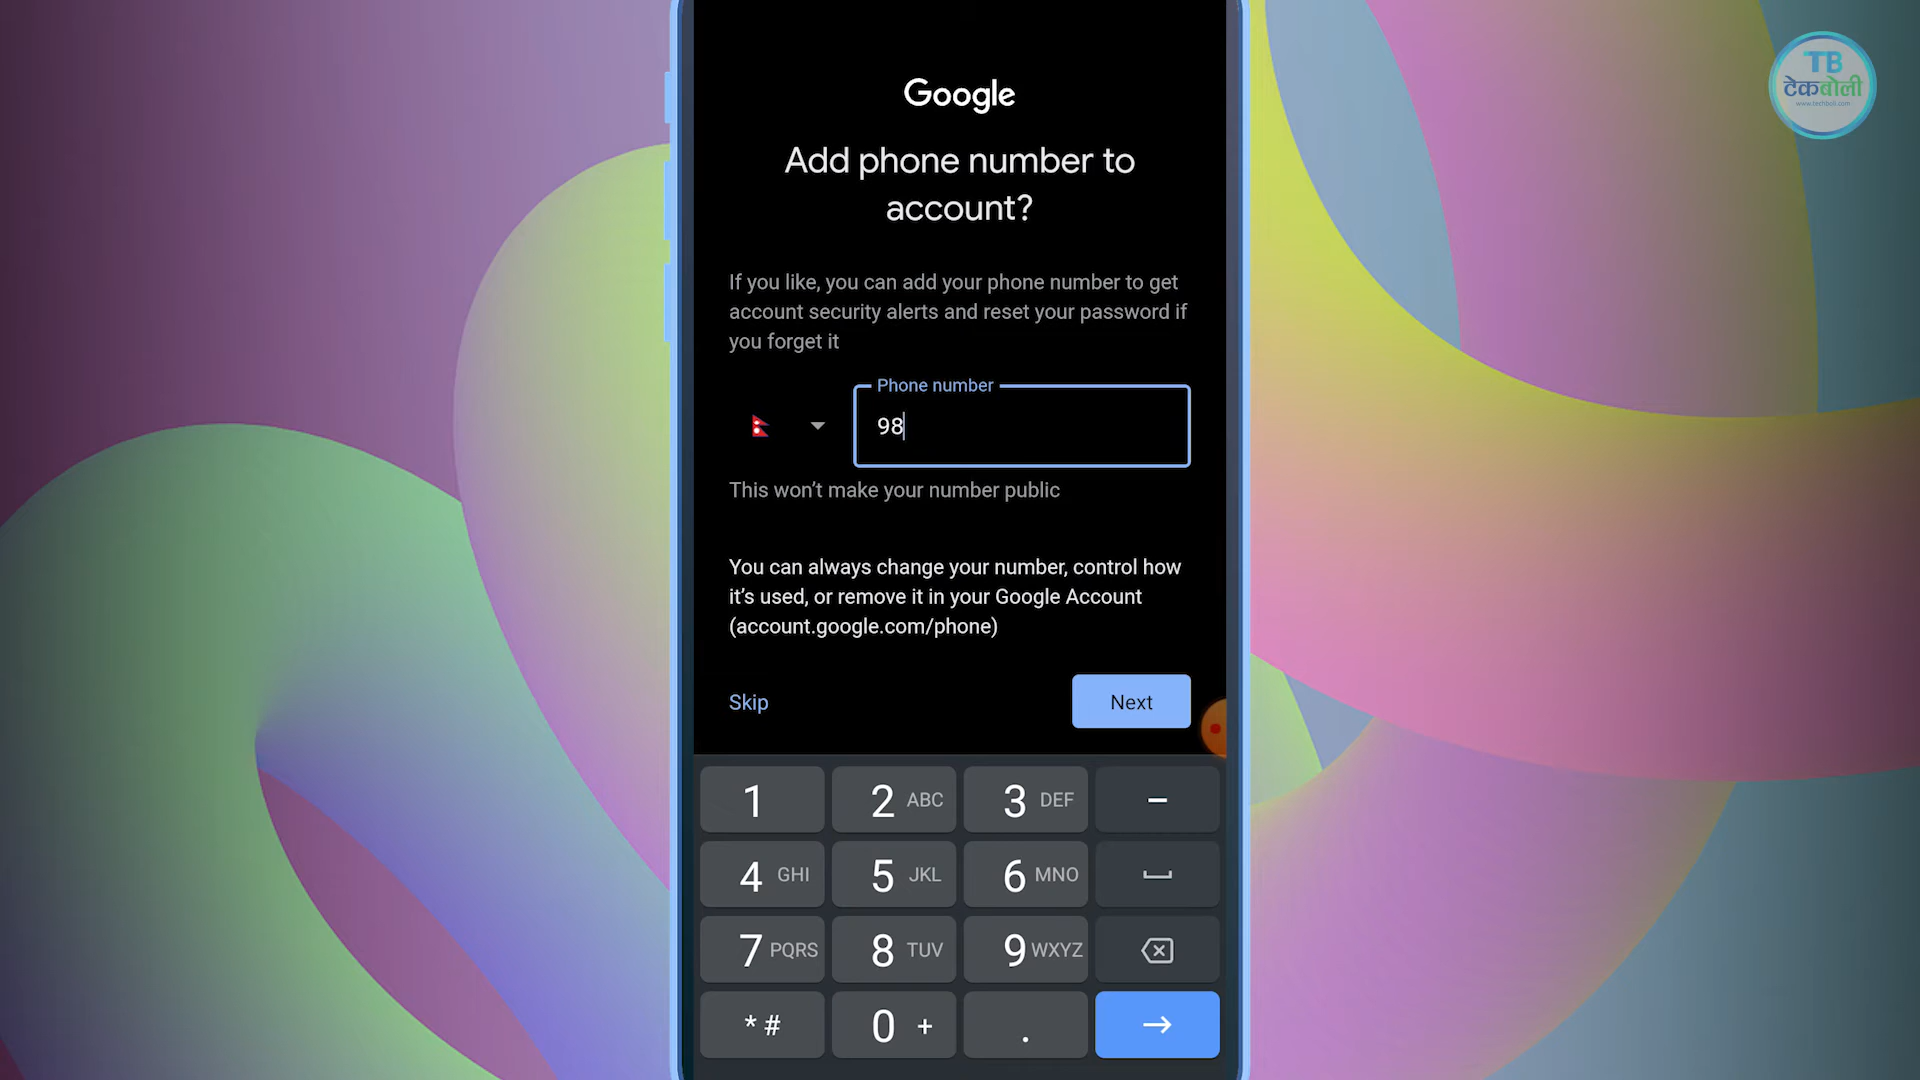 TB
टेकबोली
www.techboli.com
Google
Add phone number to
account?
If you like, you can add your phone number to get
account security alerts and reset your password if
you forget it
Phone number
98
This won’t make your number public
You can always change your number, control how
it’s used, or remove it in your Google Account
(account.google.com/phone)
Skip
Next
1
2 ABC
3 DEF
–
4 GHI
5 JKL
6 MNO
7 PQRS
8 TUV
9 WXYZ
* #
0 +
.